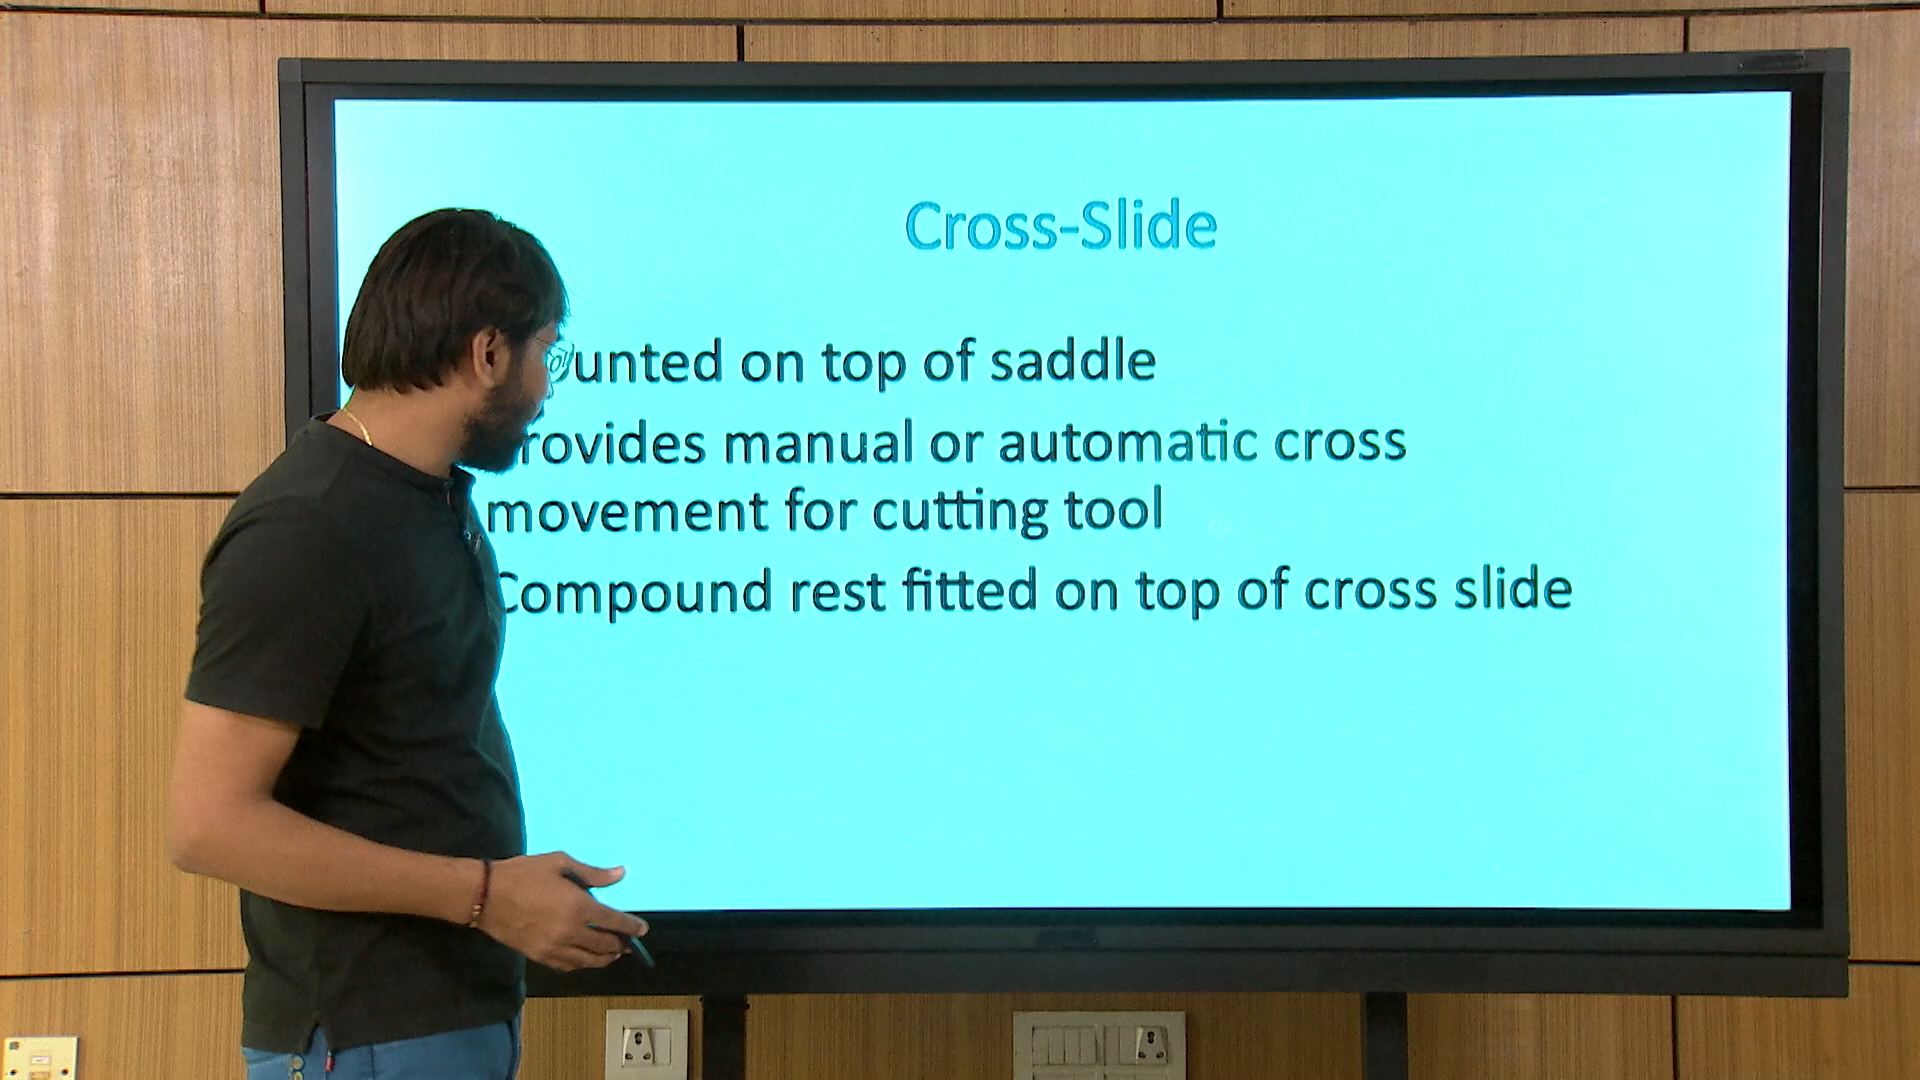 Cross-Slide
ounted on top of saddle
rovides manual or automatic cross
movement for cutting tool
Compound rest fitted on top of cross slide